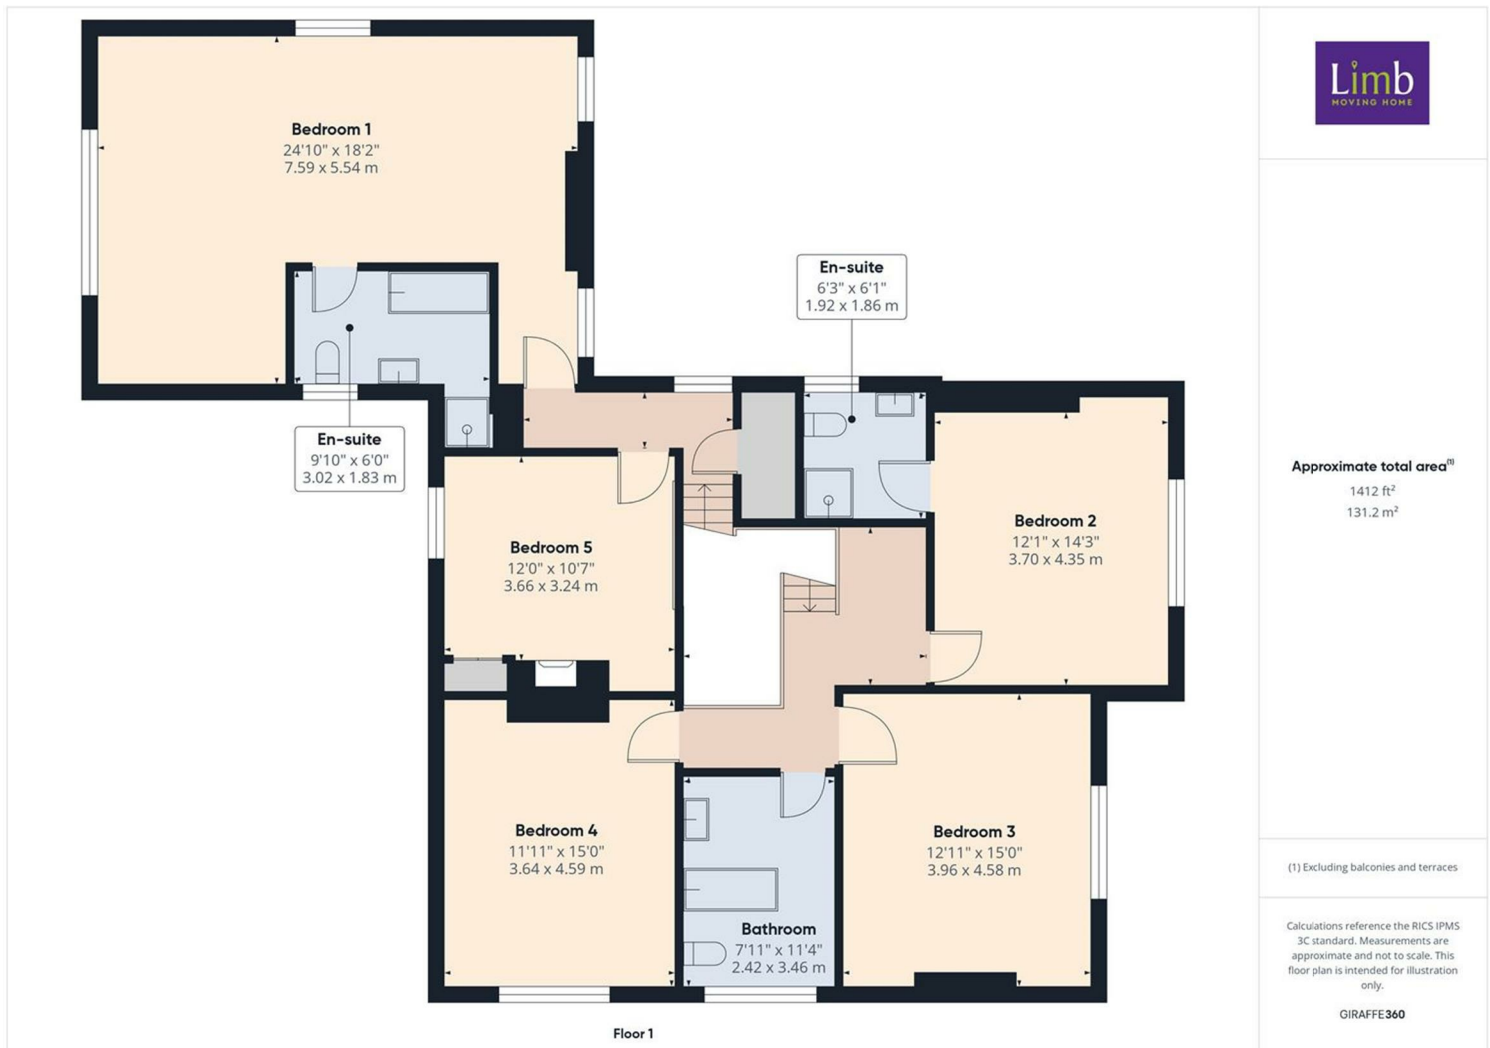 Bedroom 1
24'10" x 18'2"
7.59 x 5.54 m
En-suite
6'3" x 6'1"
1.92 x 1.86 m
En-suite
9'10" x 6'0"
3.02 x 1.83 m
Bedroom 2
12'1" x 14'3"
3.70 x 4.35 m
Bedroom 5
12'0" x 10'7"
3.66 x 3.24 m
Bedroom 4
11'11" x 15'0"
3.64 x 4.59 m
Bedroom 3
12'11" x 15'0"
3.96 x 4.58 m
Bathroom
7'11" x 11'4"
2.42 x 3.46 m
Floor 1
Limb
MOVING HOME
Approximate total area(1)
1412 ft²
131.2 m²
(1) Excluding balconies and terraces
Calculations reference the RICS IPMS
3C standard. Measurements are
approximate and not to scale. This
floor plan is intended for illustration
only.
GIRAFFE360